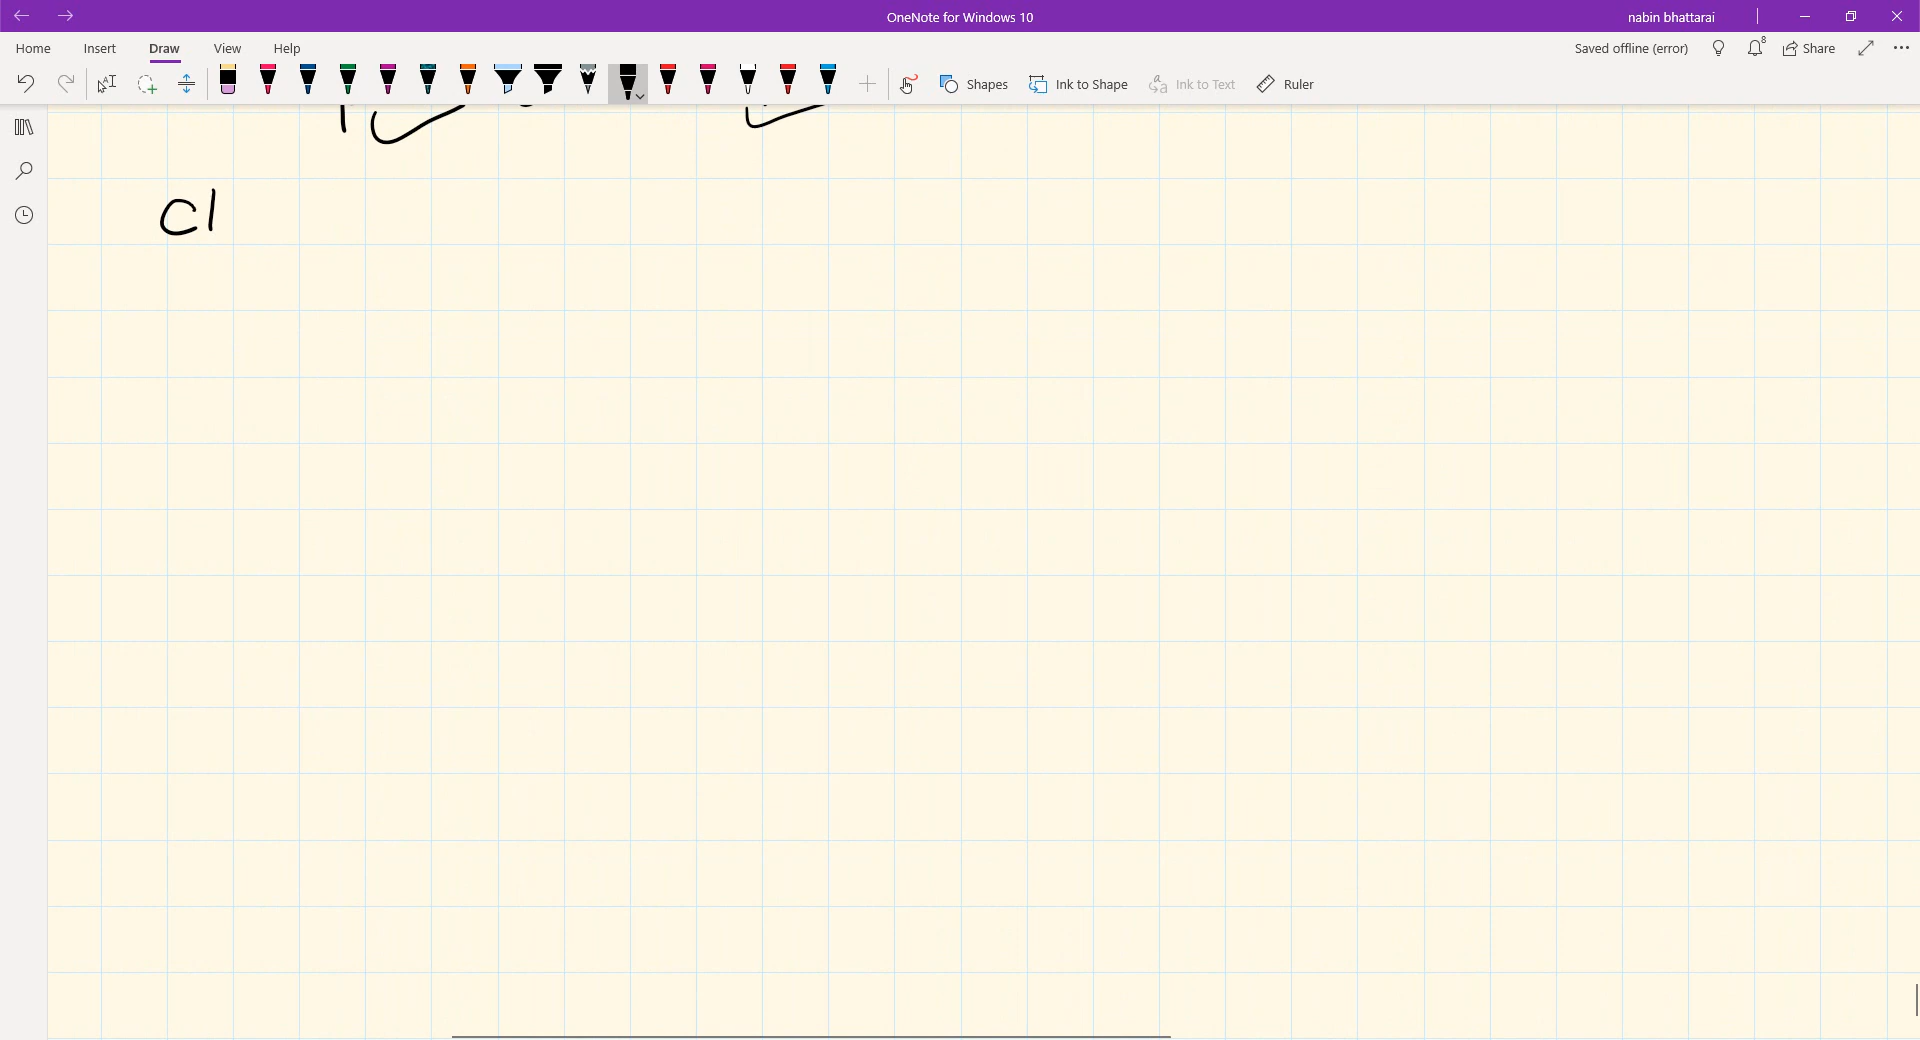 OneNote for Windows 10
nabin bhattarai
Home Insert Draw View Help
Saved offline (error)
8
Share
Shapes
Ink to Shape
Ink to Text
Ruler
cl